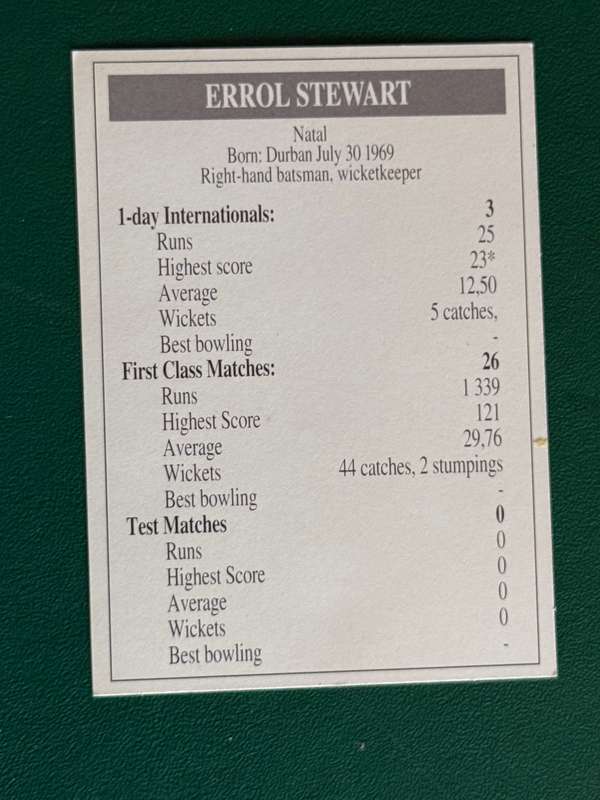 ERROL STEWART
Natal
Born: Durban July 30 1969
Right-hand batsman, wicketkeeper
1-day Internationals: 3
Runs 25
Highest score 23*
Average 12,50
Wickets 5 catches,
Best bowling -
First Class Matches: 26
Runs 1 339
Highest Score 121
Average 29,76
Wickets 44 catches, 2 stumpings
Best bowling -
Test Matches 0
Runs 0
Highest Score 0
Average 0
Wickets 0
Best bowling -